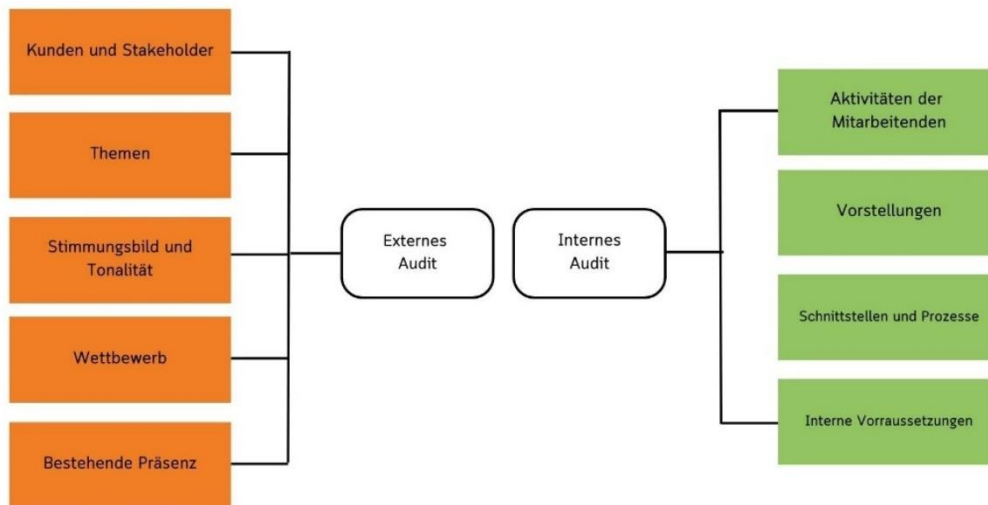 Kunden und Stakeholder
Themen
Stimmungsbild und
Tonalität
Wettbewerb
Bestehende Präsenz
Externes
Audit
Internes
Audit
Aktivitäten der
Mitarbeitenden
Vorstellungen
Schnittstellen und Prozesse
Interne Vorraussetzungen